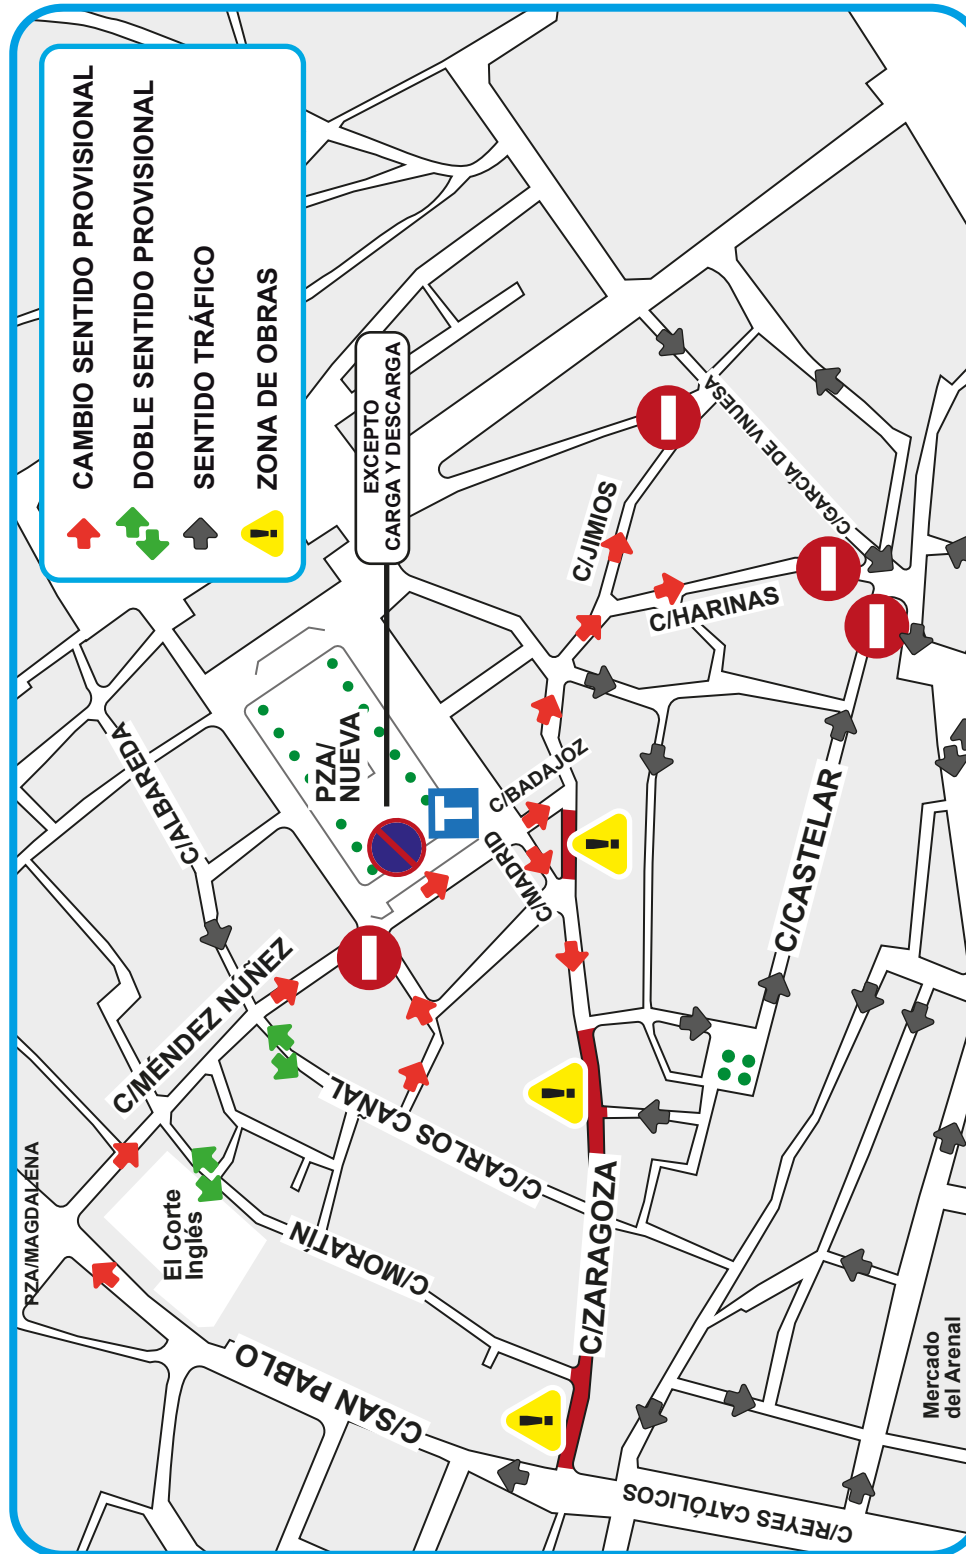 CAMBIO SENTIDO PROVISIONAL
DOBLE SENTIDO PROVISIONAL
SENTIDO TRÁFICO
ZONA DE OBRAS
EXCEPTO
CARGA Y DESCARGA
PZA/
NUEVA
C/ALBAREDA
C/MÉNDEZ NÚÑEZ
PZA/MAGDALENA
El Corte
Inglés
C/SAN PABLO
C/MORATÍN
C/CARLOS CANAL
C/MADRID
C/BADAJOZ
C/ZARAGOZA
C/JIMIOS
C/HARINAS
C/GARCÍA DE VINUESA
C/CASTELAR
C/REYES CATÓLICOS
Mercado
del Arenal
T
!
!
!
!